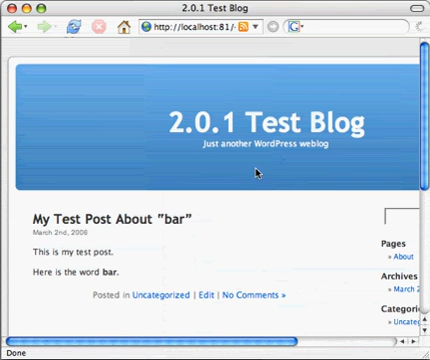 2.0.1 Test Blog
http://localhost:81/
G
2.0.1 Test Blog
Just another WordPress weblog
My Test Post About "bar"
March 2nd, 2006
This is my test post.
Here is the word bar.
Posted in Uncategorized | Edit | No Comments »
Pages
» About
Archives
» March 2
Categori
» Uncateg
Done